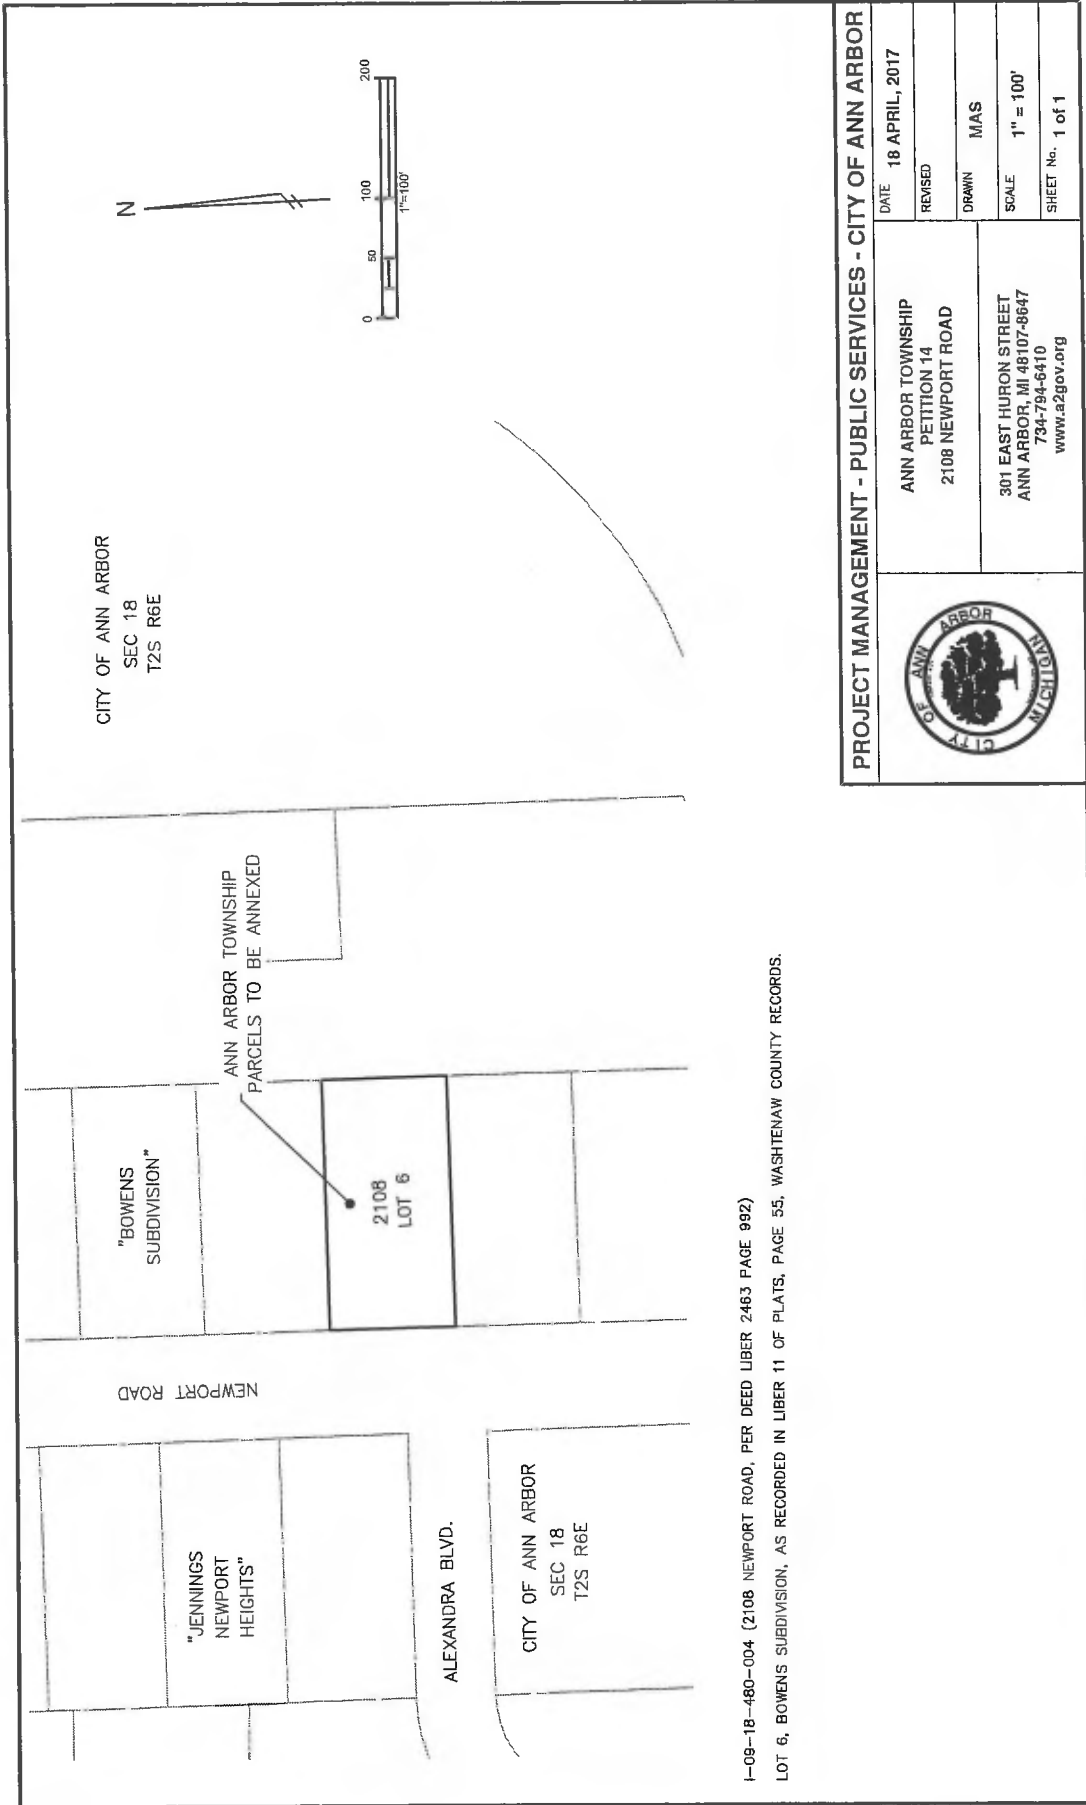 CITY OF ANN ARBOR
SEC 18
T2S R6E
N
0 50 100 200
1"=100'
ANN ARBOR TOWNSHIP
PARCELS TO BE ANNEXED
"BOWENS
SUBDIVISION"
2108
LOT 6
NEWPORT ROAD
"JENNINGS
NEWPORT
HEIGHTS"
ALEXANDRA BLVD.
CITY OF ANN ARBOR
SEC 18
T2S R6E
I-09-18-480-004 (2108 NEWPORT ROAD, PER DEED LIBER 2463 PAGE 992)
LOT 6, BOWENS SUBDIVISION, AS RECORDED IN LIBER 11 OF PLATS, PAGE 55, WASHTENAW COUNTY RECORDS.
PROJECT MANAGEMENT - PUBLIC SERVICES - CITY OF ANN ARBOR
CITY OF ANN ARBOR
MICHIGAN
ANN ARBOR TOWNSHIP
PETITION 14
2108 NEWPORT ROAD
301 EAST HURON STREET
ANN ARBOR, MI 48107-8647
734-794-6410
www.a2gov.org
DATE 18 APRIL, 2017
REVISED
DRAWN MAS
SCALE 1" = 100'
SHEET No. 1 of 1